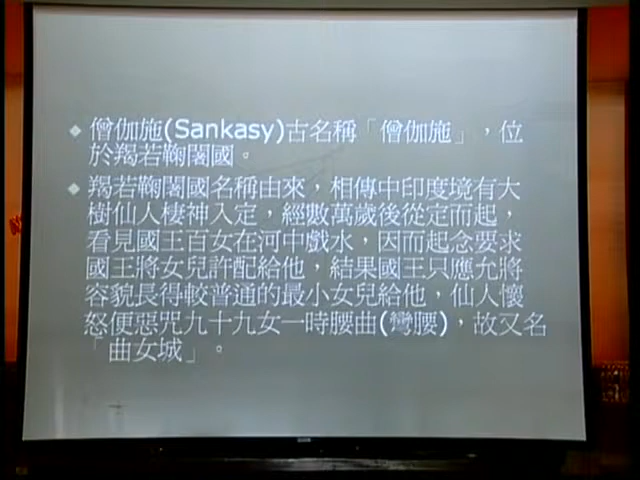 僧伽施(Sankasy)古名稱「僧伽施」，位
於羯若鞠闍國。
羯若鞠闍國名稱由來，相傳中印度境有大
樹仙人棲神入定，經數萬歲後從定而起，
看見國王百女在河中戲水，因而起念要求
國王將女兒許配給他，結果國王只應允將
容貌長得較普通的最小女兒給他，仙人懷
怒便惡咒九十九女一時腰曲(彎腰)，故又名
「曲女城」。